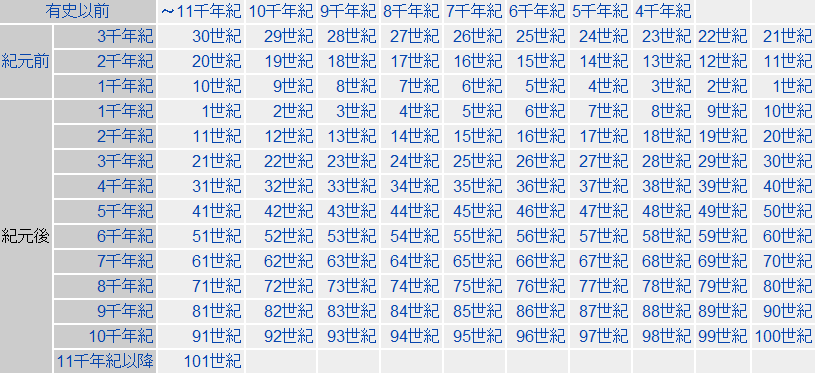 有史以前 ～11千年紀 10千年紀 9千年紀 8千年紀 7千年紀 6千年紀 5千年紀 4千年紀
3千年紀 30世紀 29世紀 28世紀 27世紀 26世紀 25世紀 24世紀 23世紀 22世紀 21世紀
紀元前 2千年紀 20世紀 19世紀 18世紀 17世紀 16世紀 15世紀 14世紀 13世紀 12世紀 11世紀
1千年紀 10世紀 9世紀 8世紀 7世紀 6世紀 5世紀 4世紀 3世紀 2世紀 1世紀
1千年紀 1世紀 2世紀 3世紀 4世紀 5世紀 6世紀 7世紀 8世紀 9世紀 10世紀
2千年紀 11世紀 12世紀 13世紀 14世紀 15世紀 16世紀 17世紀 18世紀 19世紀 20世紀
3千年紀 21世紀 22世紀 23世紀 24世紀 25世紀 26世紀 27世紀 28世紀 29世紀 30世紀
4千年紀 31世紀 32世紀 33世紀 34世紀 35世紀 36世紀 37世紀 38世紀 39世紀 40世紀
5千年紀 41世紀 42世紀 43世紀 44世紀 45世紀 46世紀 47世紀 48世紀 49世紀 50世紀
紀元後 6千年紀 51世紀 52世紀 53世紀 54世紀 55世紀 56世紀 57世紀 58世紀 59世紀 60世紀
7千年紀 61世紀 62世紀 63世紀 64世紀 65世紀 66世紀 67世紀 68世紀 69世紀 70世紀
8千年紀 71世紀 72世紀 73世紀 74世紀 75世紀 76世紀 77世紀 78世紀 79世紀 80世紀
9千年紀 81世紀 82世紀 83世紀 84世紀 85世紀 86世紀 87世紀 88世紀 89世紀 90世紀
10千年紀 91世紀 92世紀 93世紀 94世紀 95世紀 96世紀 97世紀 98世紀 99世紀 100世紀
11千年紀以降 101世紀